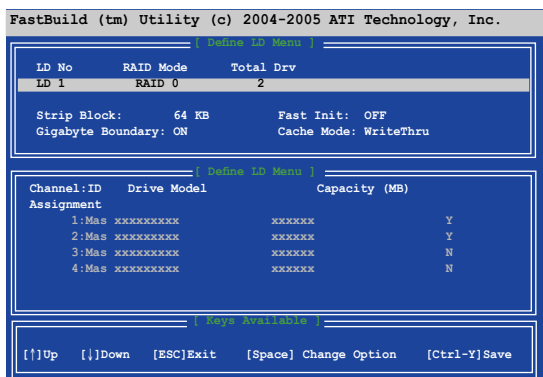 FastBuild (tm) Utility (c) 2004-2005 ATI Technology, Inc.
[ Define LD Menu ]
LD No RAID Mode Total Drv
LD 1 RAID 0 2
Strip Block: 64 KB Fast Init: OFF
Gigabyte Boundary: ON Cache Mode: WriteThru
[ Define LD Menu ]
Channel:ID Drive Model Capacity (MB)
Assignment
1:Mas xxxxxxxxx xxxxxx Y
2:Mas xxxxxxxxx xxxxxx Y
3:Mas xxxxxxxxx xxxxxx N
4:Mas xxxxxxxxx xxxxxx N
[ Keys Available ]
[↑]Up [↓]Down [ESC]Exit [Space] Change Option [Ctrl-Y]Save